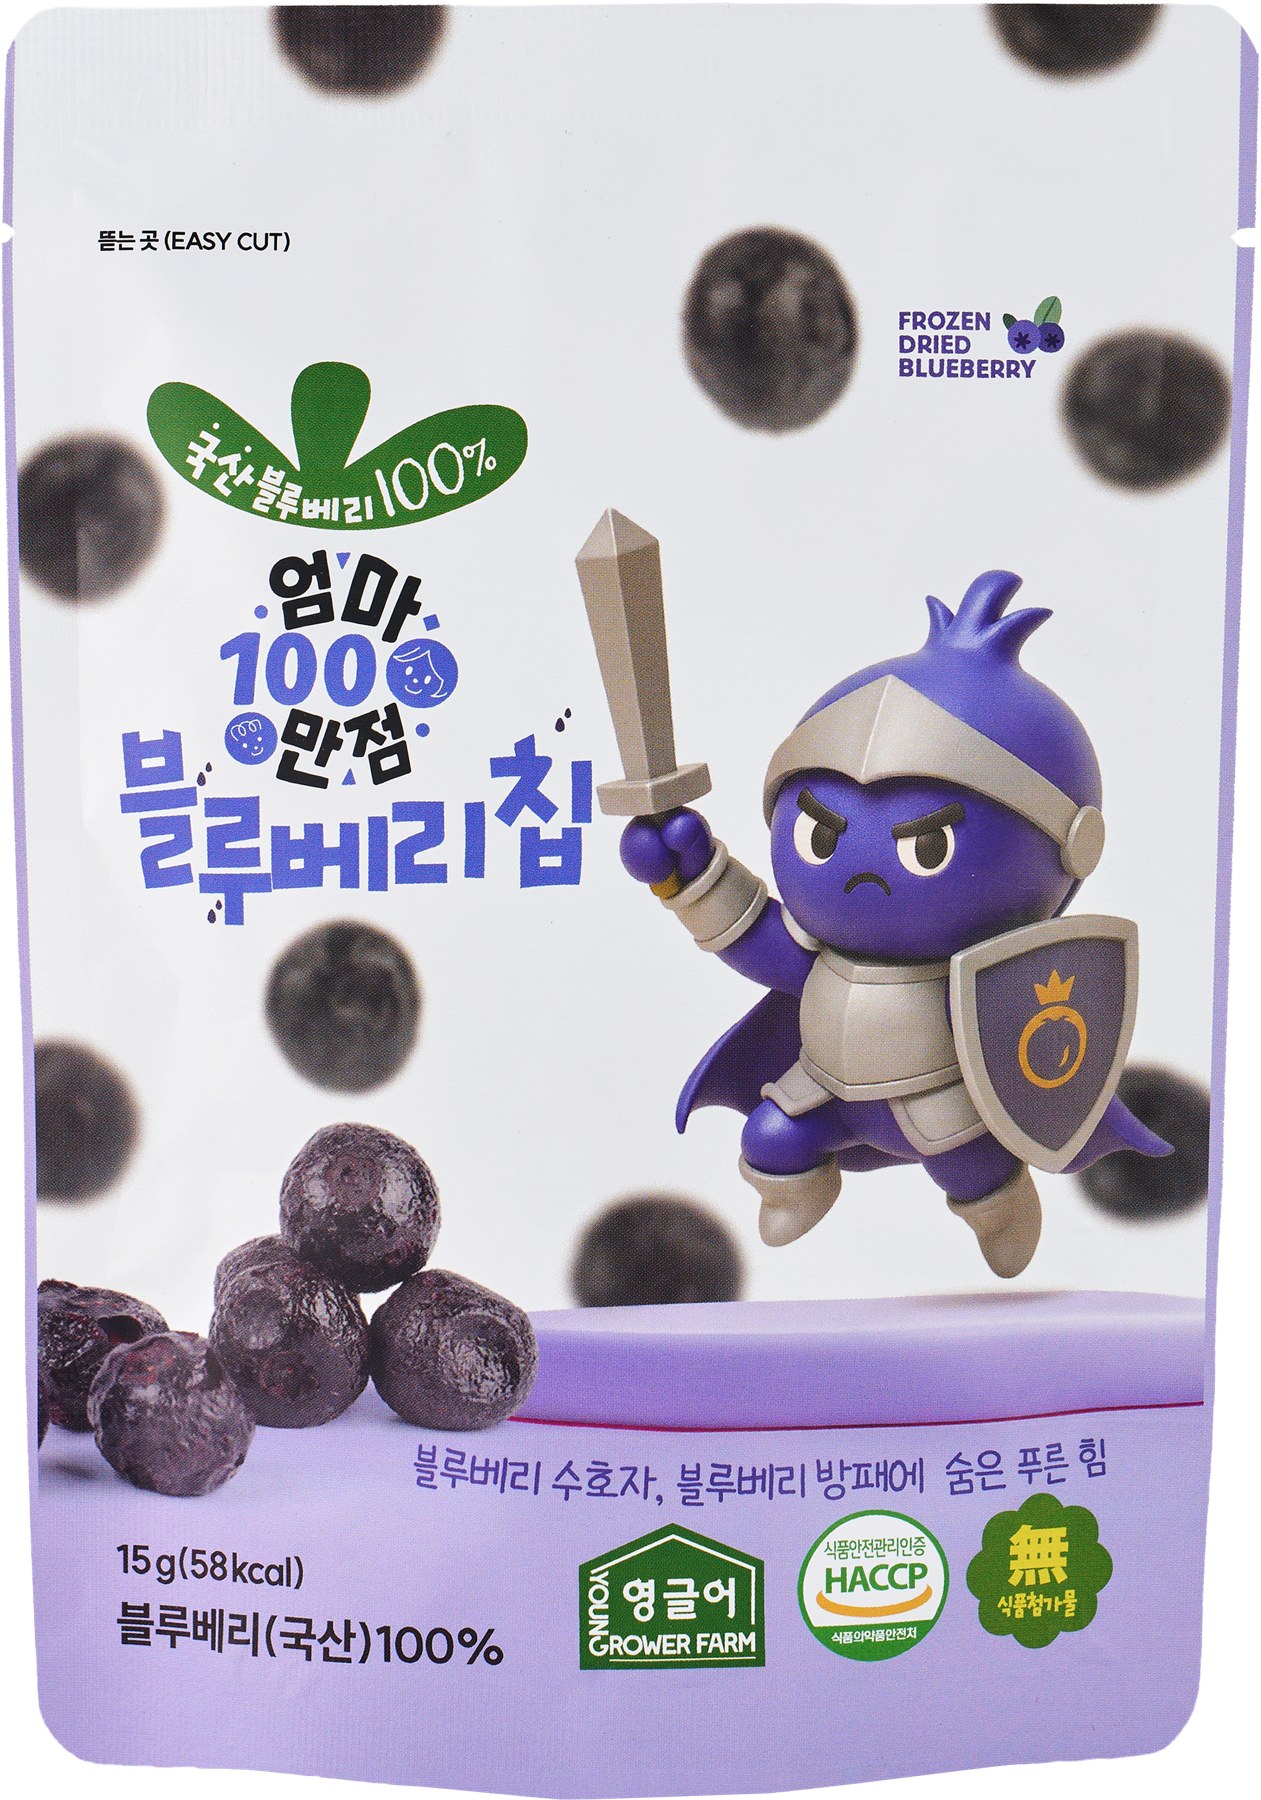 뜯는 곳 (EASY CUT)
FROZEN
DRIED
BLUEBERRY
국산 블루베리 100%
엄마
100
만점
블루베리칩
블루베리 수호자, 블루베리 방패에 숨은 푸른 힘
15g(58kcal)
블루베리(국산)100%
영글어
YOUNG
GROWER FARM
식품안전관리인증
HACCP
식품의약품안전처
無
식품첨가물